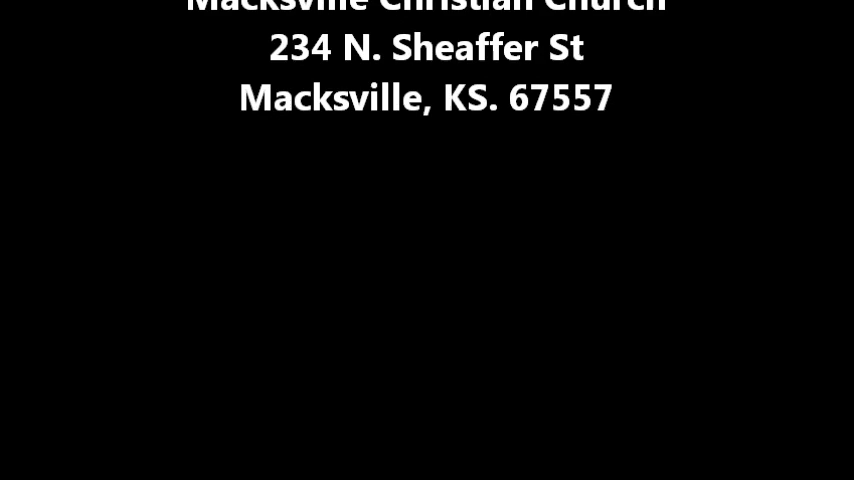 Macksville Christian Church
234 N. Sheaffer St
Macksville, KS. 67557